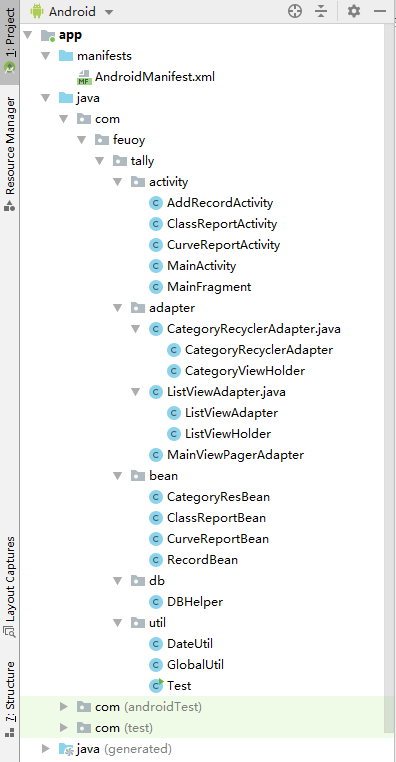 Android
1: Project
Resource Manager
Layout Captures
7: Structure
app
manifests
MF AndroidManifest.xml
java
com
feuoy
tally
activity
C AddRecordActivity
C ClassReportActivity
C CurveReportActivity
C MainActivity
C MainFragment
adapter
C CategoryRecyclerAdapter.java
C CategoryRecyclerAdapter
C CategoryViewHolder
C ListViewAdapter.java
C ListViewAdapter
C ListViewHolder
C MainViewPagerAdapter
bean
C CategoryResBean
C ClassReportBean
C CurveReportBean
C RecordBean
db
C DBHelper
util
C DateUtil
C GlobalUtil
C Test
com (androidTest)
com (test)
java (generated)